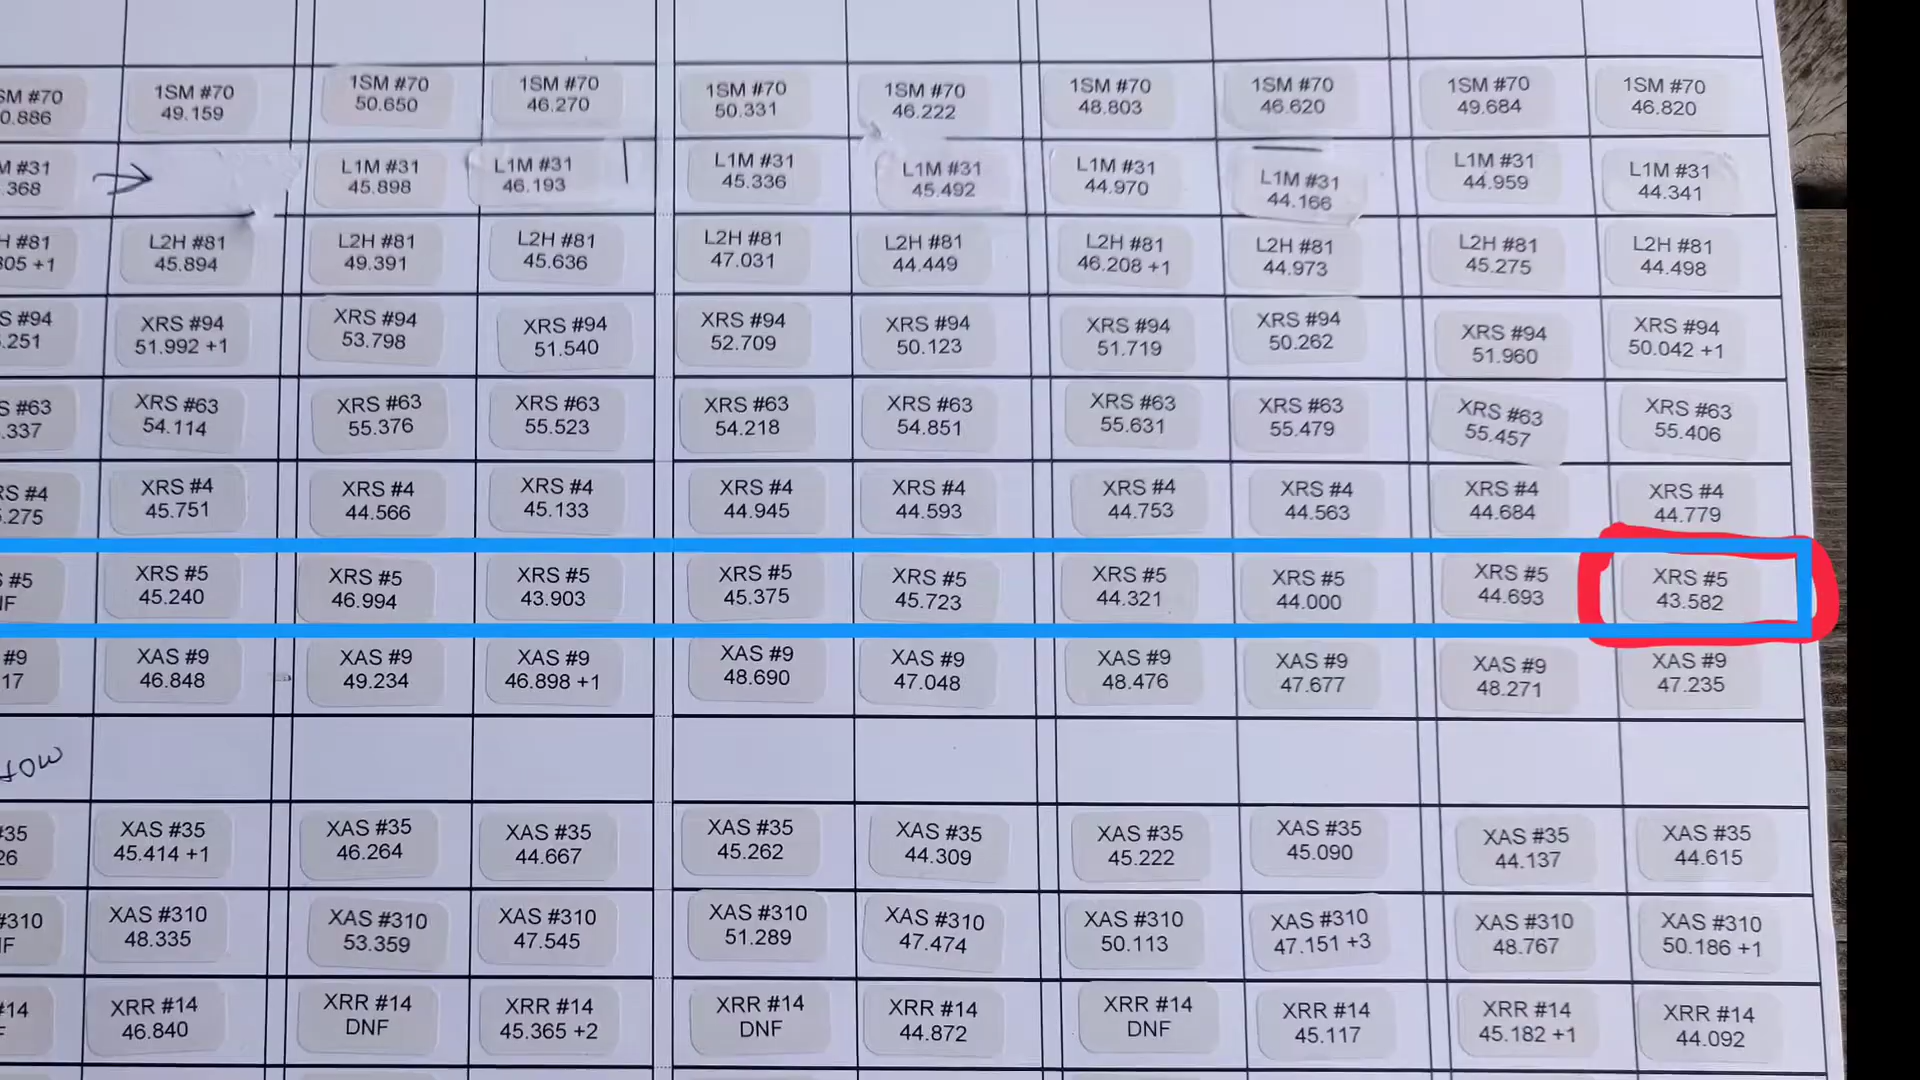 SM #70
0.886
1SM #70
49.159
1SM #70
50.650
1SM #70
46.270
1SM #70
50.331
1SM #70
46.222
1SM #70
48.803
1SM #70
46.620
1SM #70
49.684
1SM #70
46.820
M #31
.368
L1M #31
45.898
L1M #31
46.193
L1M #31
45.336
L1M #31
45.492
L1M #31
44.970
L1M #31
44.166
L1M #31
44.959
L1M #31
44.341
H #81
305 +1
L2H #81
45.894
L2H #81
49.391
L2H #81
45.636
L2H #81
47.031
L2H #81
44.449
L2H #81
46.208 +1
L2H #81
44.973
L2H #81
45.275
L2H #81
44.498
S #94
.251
XRS #94
51.992 +1
XRS #94
53.798
XRS #94
51.540
XRS #94
52.709
XRS #94
50.123
XRS #94
51.719
XRS #94
50.262
XRS #94
51.960
XRS #94
50.042 +1
S #63
.337
XRS #63
54.114
XRS #63
55.376
XRS #63
55.523
XRS #63
54.218
XRS #63
54.851
XRS #63
55.631
XRS #63
55.479
XRS #63
55.457
XRS #63
55.406
RS #4
.275
XRS #4
45.751
XRS #4
44.566
XRS #4
45.133
XRS #4
44.945
XRS #4
44.593
XRS #4
44.753
XRS #4
44.563
XRS #4
44.684
XRS #4
44.779
S #5
NF
XRS #5
45.240
XRS #5
46.994
XRS #5
43.903
XRS #5
45.375
XRS #5
45.723
XRS #5
44.321
XRS #5
44.000
XRS #5
44.693
XRS #5
43.582
#9
17
XAS #9
46.848
XAS #9
49.234
XAS #9
46.898 +1
XAS #9
48.690
XAS #9
47.048
XAS #9
48.476
XAS #9
47.677
XAS #9
48.271
XAS #9
47.235
#35
26
XAS #35
45.414 +1
XAS #35
46.264
XAS #35
44.667
XAS #35
45.262
XAS #35
44.309
XAS #35
45.222
XAS #35
45.090
XAS #35
44.137
XAS #35
44.615
#310
IF
XAS #310
48.335
XAS #310
53.359
XAS #310
47.545
XAS #310
51.289
XAS #310
47.474
XAS #310
50.113
XAS #310
47.151 +3
XAS #310
48.767
XAS #310
50.186 +1
#14
F
XRR #14
46.840
XRR #14
DNF
XRR #14
45.365 +2
XRR #14
DNF
XRR #14
44.872
XRR #14
DNF
XRR #14
45.117
XRR #14
45.182 +1
XRR #14
44.092